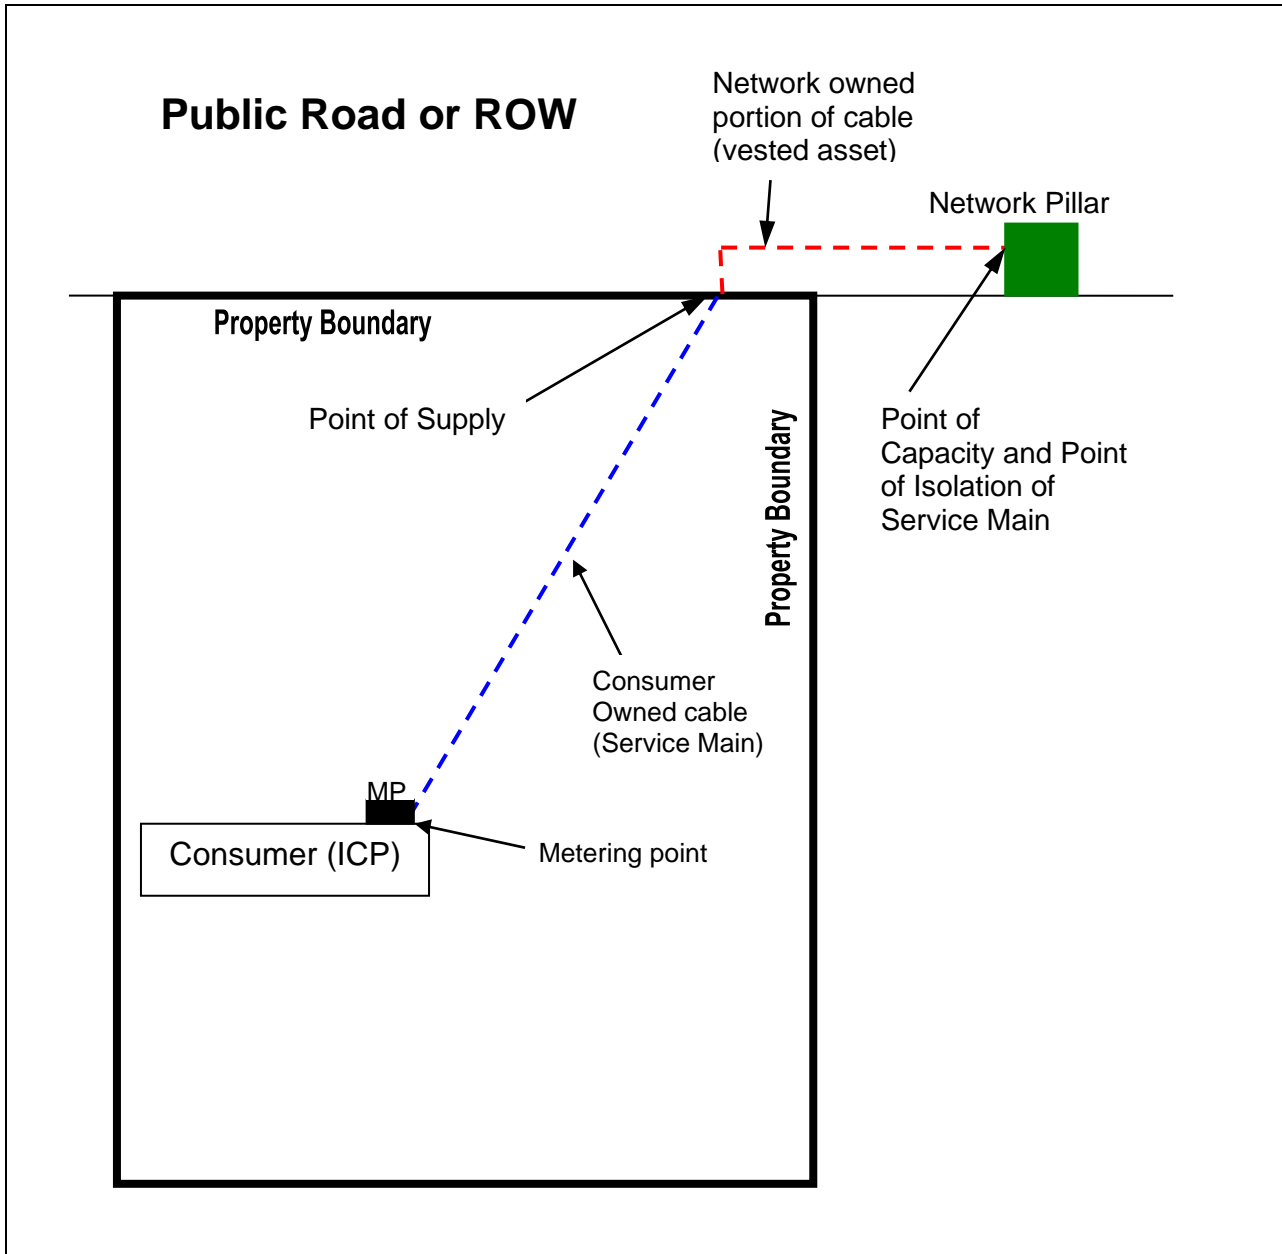 Public Road or ROW
Network owned
portion of cable
(vested asset)
Network Pillar
Property Boundary
Point of Supply
Property Boundary
Point of
Capacity and Point
of Isolation of
Service Main
Consumer
Owned cable
(Service Main)
MP
Consumer (ICP)
Metering point